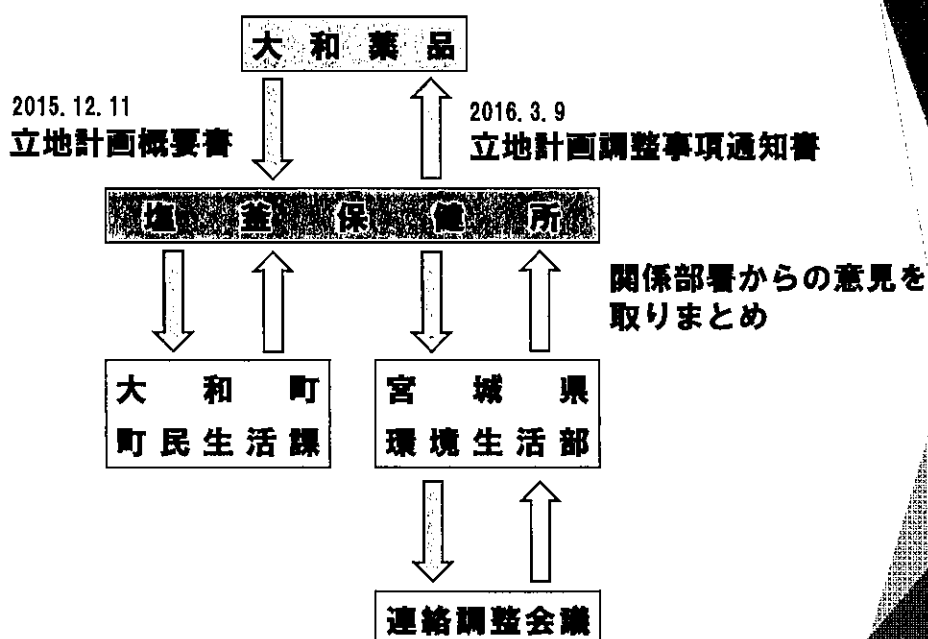 大和薬品
2015.12.11
立地計画概要書
2016.3.9
立地計画調整事項通知書
塩釜保健所
関係部署からの意見を
取りまとめ
大和町
町民生活課
宮城県
環境生活部
連絡調整会議